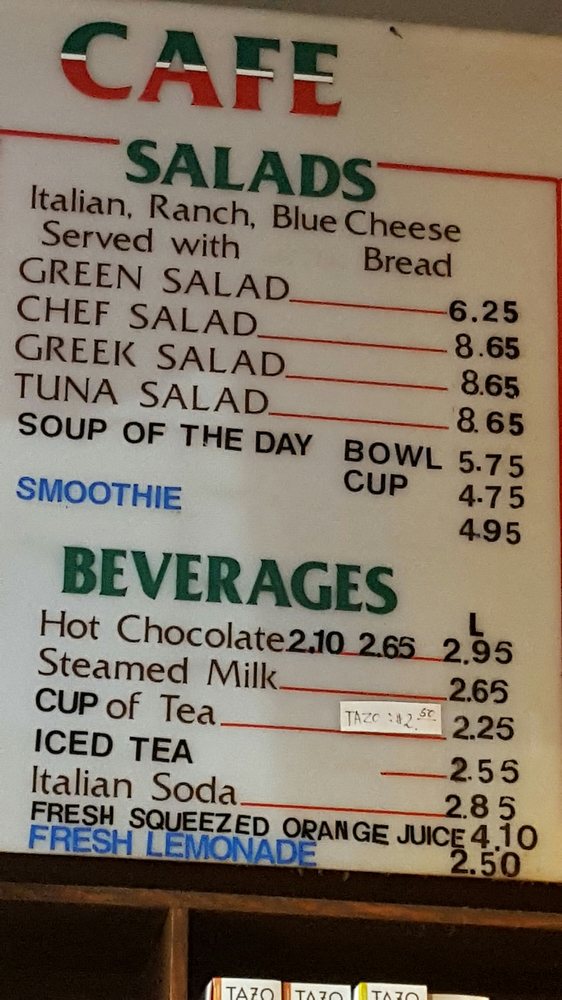 CAFE
SALADS
Italian, Ranch, Blue Cheese
Served with Bread
GREEN SALAD 6.25
CHEF SALAD 8.65
GREEK SALAD 8.65
TUNA SALAD 8.65
SOUP OF THE DAY BOWL 5.75
CUP 4.75
SMOOTHIE 4.95
BEVERAGES
L
Hot Chocolate 2.10 2.65 2.95
Steamed Milk 2.65
CUP of Tea TAZO : $2.50 2.25
ICED TEA 2.55
Italian Soda 2.85
FRESH SQUEEZED ORANGE JUICE 4.10
FRESH LEMONADE 2.50
TAZO TAZO TAZO